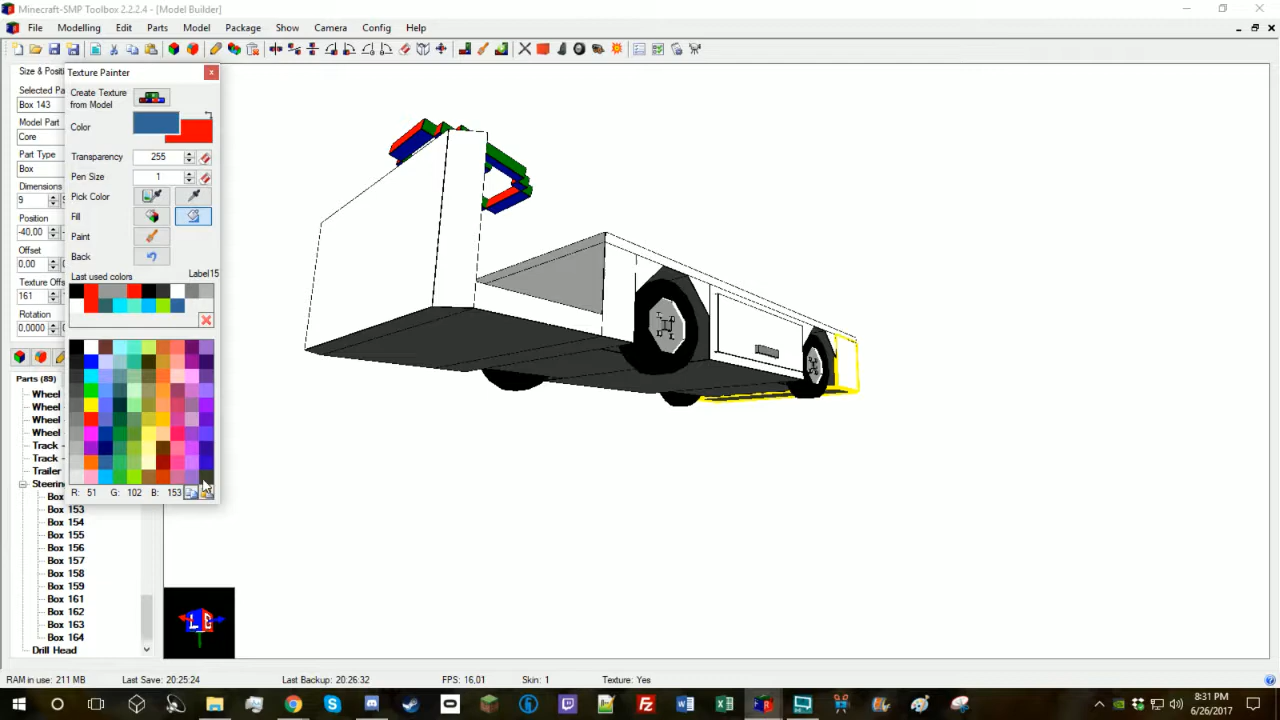 Minecraft-SMP Toolbox 2.2.2.4 - [Model Builder]
File Modelling Edit Parts Model Package Show Camera Config Help
Size & Positi
Texture Painter
Selected Pa
Box 143
Model Part
Core
Part Type
Box
Dimensions
9
Position
-40,00
Offset
0,00
Texture Offs
161
Rotation
0,0000
Create Texture
from Model
Color
Transparency 255
Pen Size 1
Pick Color
Fill
Paint
Back
Label15
Last used colors
R: 51 G: 102 B: 153
Parts (89)
Wheel
Wheel
Wheel
Wheel
Track -
Track -
Trailer
Steerin
Box
Box 153
Box 154
Box 155
Box 156
Box 157
Box 158
Box 159
Box 161
Box 162
Box 163
Box 164
Drill Head
L
RAM in use: 211 MB Last Save: 20:25:24 Last Backup: 20:26:32 FPS: 16,01 Skin: 1 Texture: Yes
8:31 PM
6/26/2017